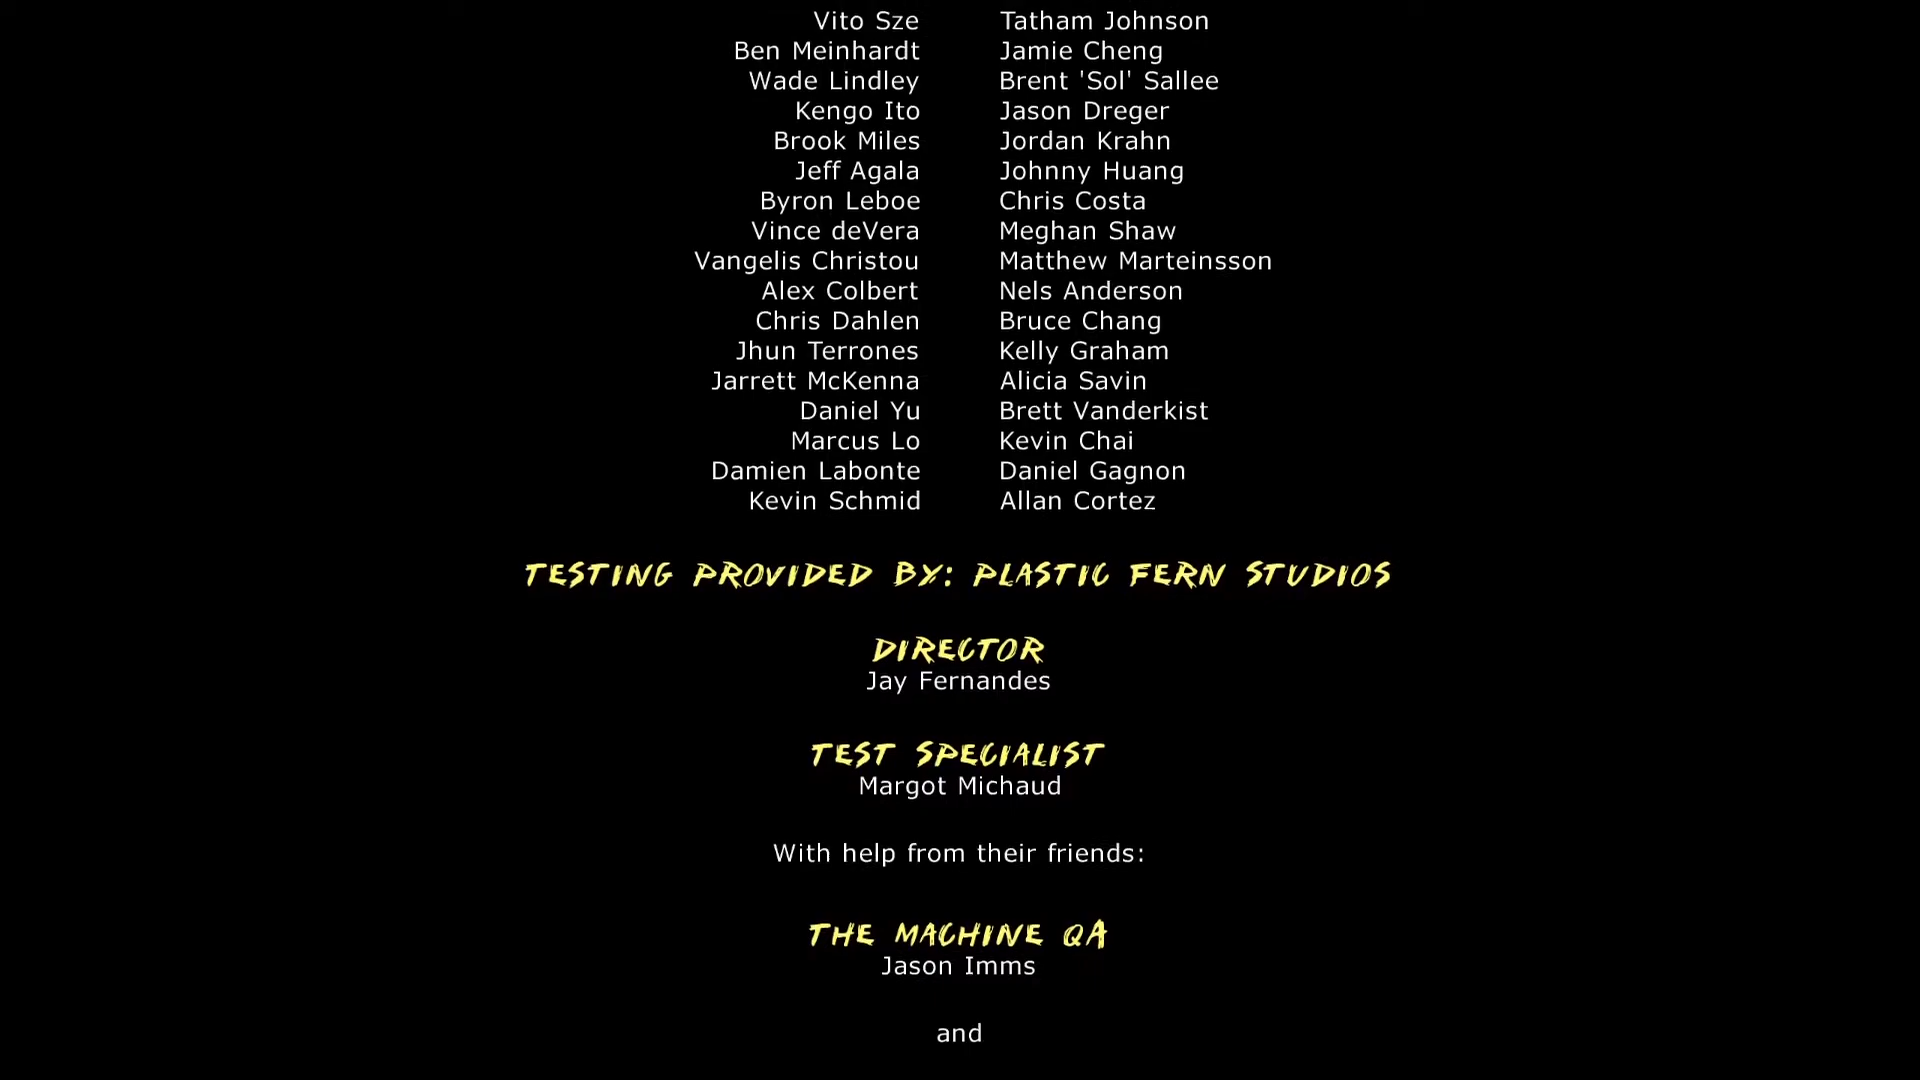 Vito Sze Tatham Johnson
Ben Meinhardt Jamie Cheng
Wade Lindley Brent 'Sol' Sallee
Kengo Ito Jason Dreger
Brook Miles Jordan Krahn
Jeff Agala Johnny Huang
Byron Leboe Chris Costa
Vince deVera Meghan Shaw
Vangelis Christou Matthew Marteinsson
Alex Colbert Nels Anderson
Chris Dahlen Bruce Chang
Jhun Terrones Kelly Graham
Jarrett McKenna Alicia Savin
Daniel Yu Brett Vanderkist
Marcus Lo Kevin Chai
Damien Labonte Daniel Gagnon
Kevin Schmid Allan Cortez
TESTING PROVIDED BY: PLASTIC FERN STUDIOS
DIRECTOR
Jay Fernandes
TEST SPECIALIST
Margot Michaud
With help from their friends:
THE MACHINE QA
Jason Imms
and